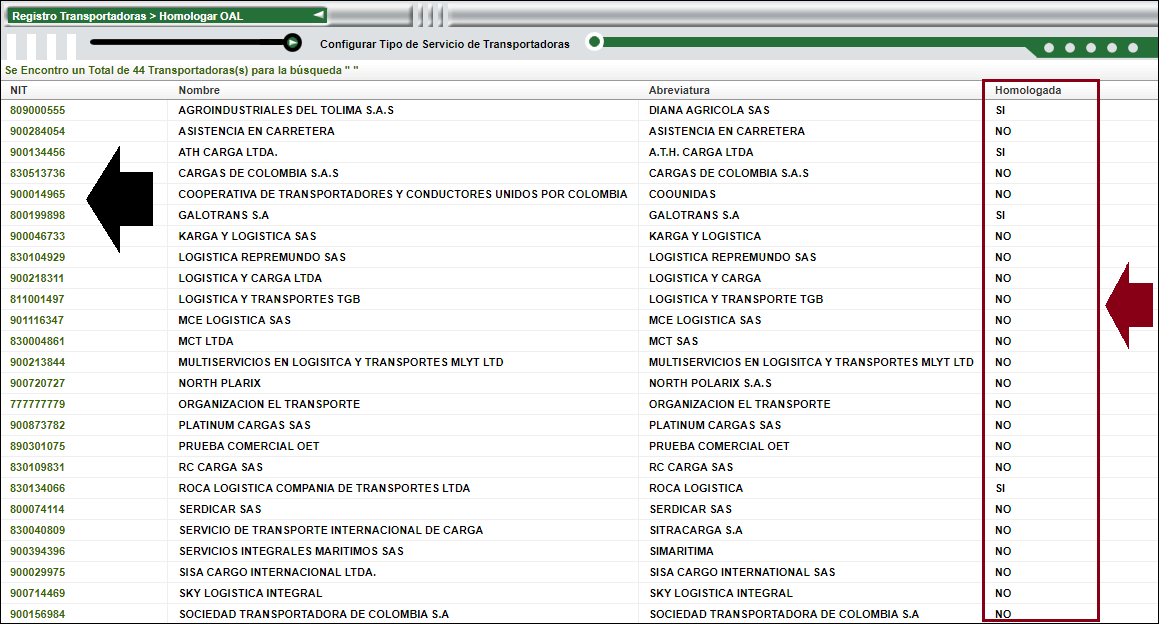 Registro Transportadoras > Homologar OAL
Configurar Tipo de Servicio de Transportadoras
Se Encontro un Total de 44 Transportadoras(s) para la búsqueda " "
NIT Nombre Abreviatura Homologada
809000555 AGROINDUSTRIALES DEL TOLIMA S.A.S DIANA AGRICOLA SAS SI
900284054 ASISTENCIA EN CARRETERA ASISTENCIA EN CARRETERA NO
900134456 ATH CARGA LTDA. A.T.H. CARGA LTDA SI
830513736 CARGAS DE COLOMBIA S.A.S CARGAS DE COLOMBIA S.A.S NO
900014965 COOPERATIVA DE TRANSPORTADORES Y CONDUCTORES UNIDOS POR COLOMBIA COOUNIDAS NO
800199898 GALOTRANS S.A GALOTRANS S.A SI
900046733 KARGA Y LOGISTICA SAS KARGA Y LOGISTICA NO
830104929 LOGISTICA REPREMUNDO SAS LOGISTICA REPREMUNDO SAS NO
900218311 LOGISTICA Y CARGA LTDA LOGISTICA Y CARGA NO
811001497 LOGISTICA Y TRANSPORTES TGB LOGISTICA Y TRANSPORTE TGB NO
901116347 MCE LOGISTICA SAS MCE LOGISTICA SAS NO
830004861 MCT LTDA MCT SAS NO
900213844 MULTISERVICIOS EN LOGISITCA Y TRANSPORTES MLYT LTD MULTISERVICIOS EN LOGISITCA Y TRANSPORTES MLYT LTD NO
900720727 NORTH PLARIX NORTH POLARIX S.A.S NO
777777779 ORGANIZACION EL TRANSPORTE ORGANIZACION EL TRANSPORTE NO
900873782 PLATINUM CARGAS SAS PLATINUM CARGAS SAS NO
890301075 PRUEBA COMERCIAL OET PRUEBA COMERCIAL OET NO
830109831 RC CARGA SAS RC CARGA SAS NO
830134066 ROCA LOGISTICA COMPANIA DE TRANSPORTES LTDA ROCA LOGISTICA SI
800074114 SERDICAR SAS SERDICAR SAS NO
830040809 SERVICIO DE TRANSPORTE INTERNACIONAL DE CARGA SITRACARGA S.A NO
900394396 SERVICIOS INTEGRALES MARITIMOS SAS SIMARITIMA NO
900029975 SISA CARGO INTERNACIONAL LTDA. SISA CARGO INTERNATIONAL SAS NO
900714469 SKY LOGISTICA INTEGRAL SKY LOGISTICA INTEGRAL NO
900156984 SOCIEDAD TRANSPORTADORA DE COLOMBIA S.A SOCIEDAD TRANSPORTADORA DE COLOMBIA S.A NO